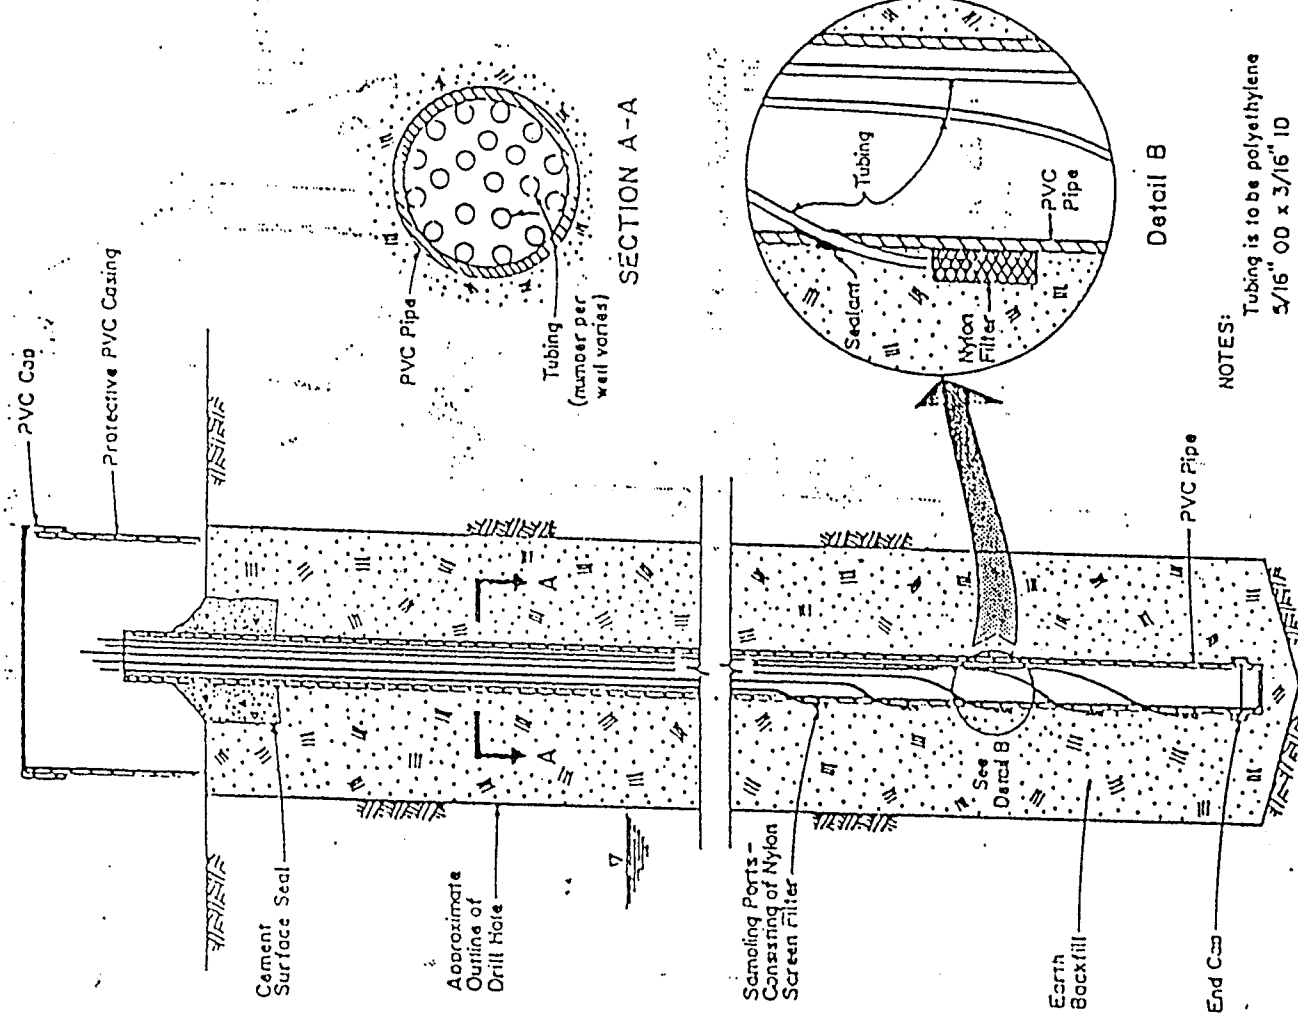 PVC Cap
Protective PVC Casing
PVC Pipe
Tubing
(number per
well varies)
SECTION A-A
Cement
Surface Seal
Approximate
Outline of
Drill Hole
A
A
Sampling Ports-
Consisting of Nylon
Screen Filter
See
Detail B
Earth
Backfill
End Cap
PVC Pipe
Tubing
Sealant
Nylon
Filter
PVC
Pipe
Detail B
NOTES:
Tubing is to be polyethylene
5/16" OD x 3/16" ID